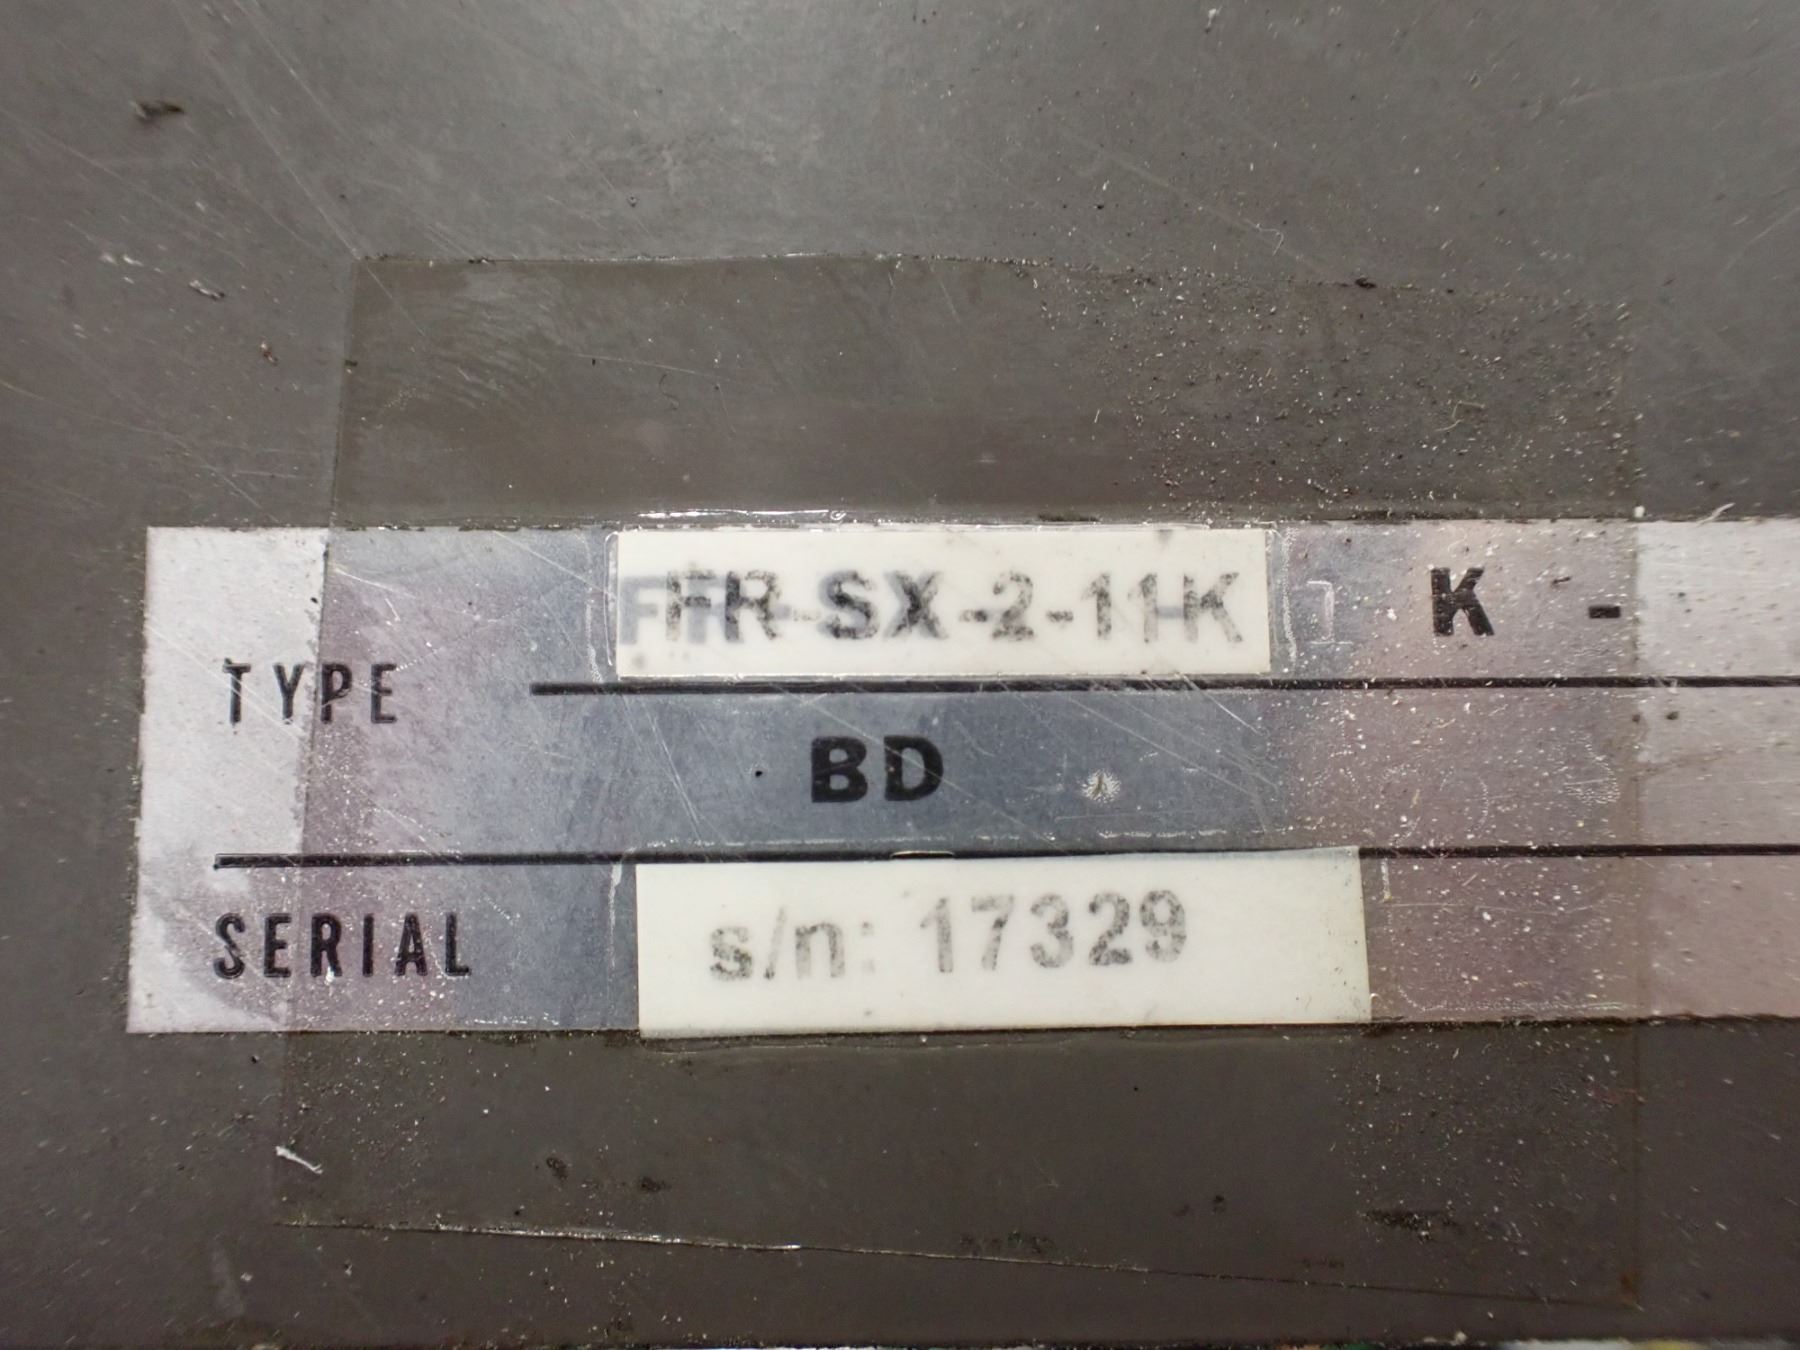 FR-SX-2-11K K -
TYPE
BD
SERIAL s/n: 17329